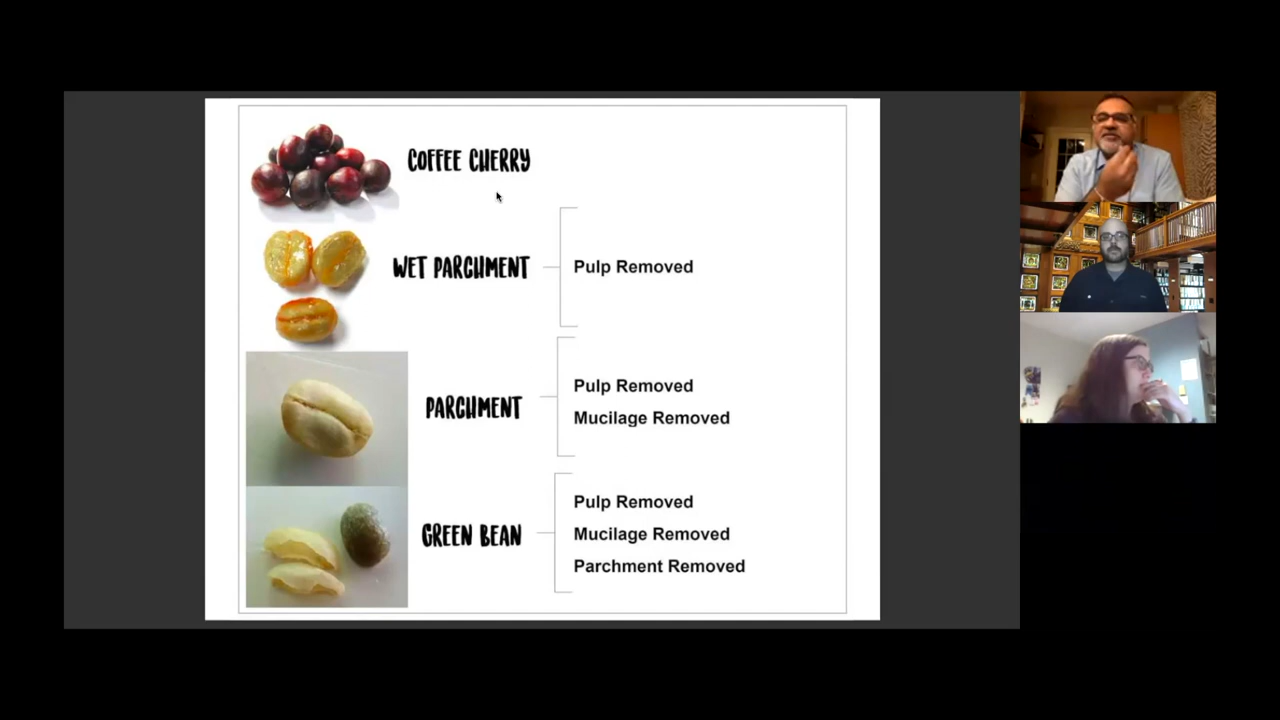 COFFEE CHERRY
WET PARCHMENT
Pulp Removed
PARCHMENT
Pulp Removed
Mucilage Removed
GREEN BEAN
Pulp Removed
Mucilage Removed
Parchment Removed